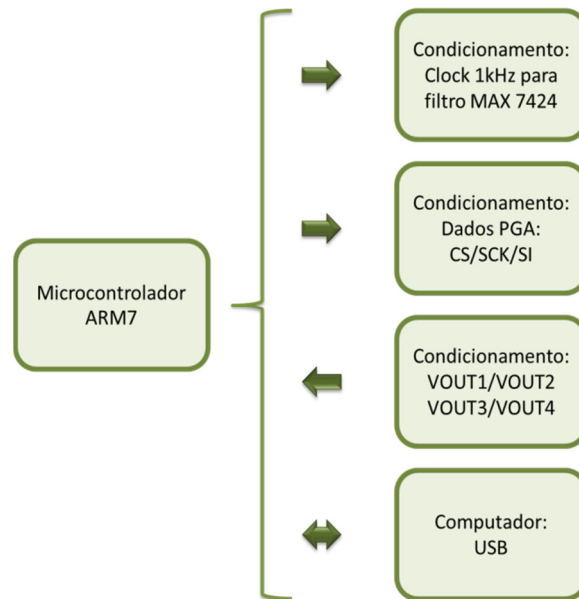 Condicionamento:
Clock 1kHz para
filtro MAX 7424
Condicionamento:
Dados PGA:
CS/SCK/SI
Microcontrolador
ARM7
Condicionamento:
VOUT1/VOUT2
VOUT3/VOUT4
Computador:
USB